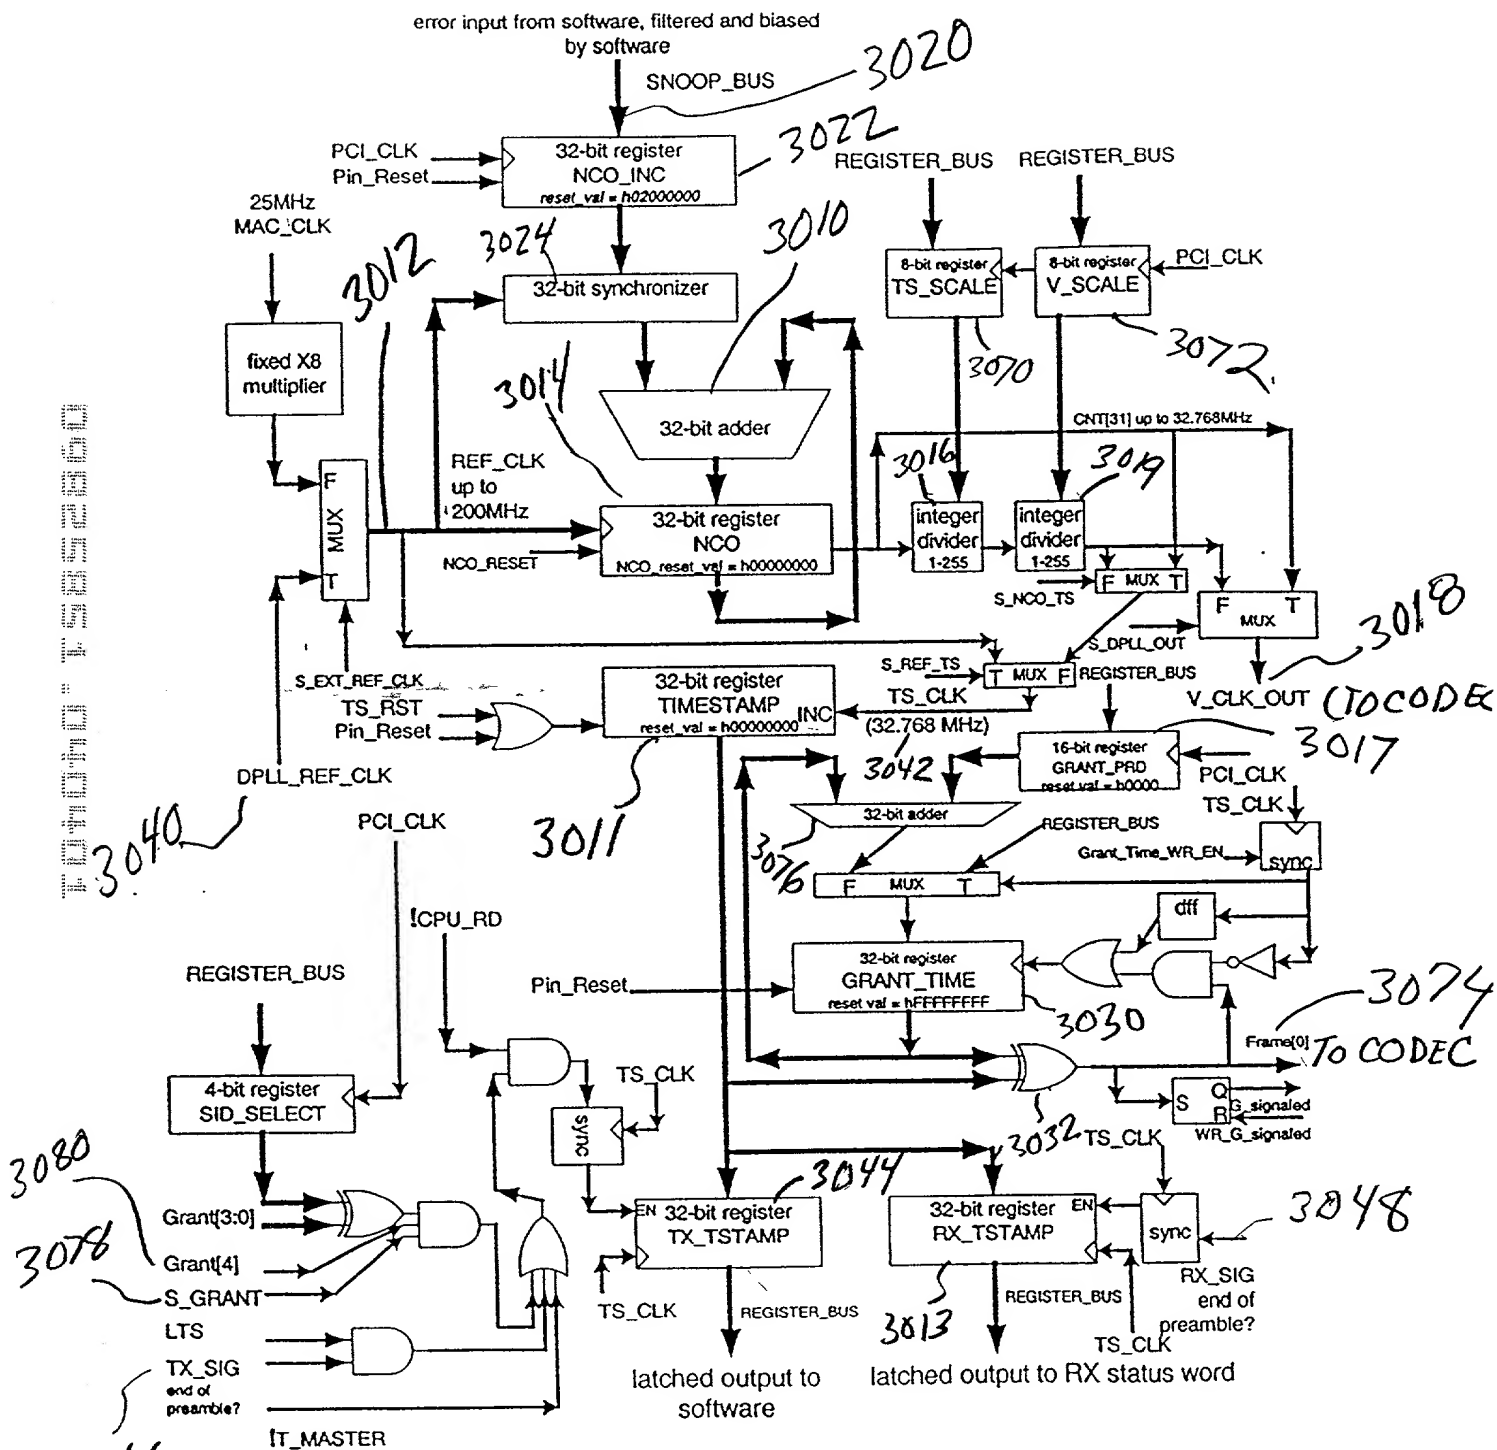 error input from software, filtered and biased
by software
SNOOP_BUS
3020
PCI_CLK
Pin_Reset
32-bit register
NCO_INC
reset_val = h02000000
3022
REGISTER_BUS
REGISTER_BUS
25MHz
MAC_CLK
3024
32-bit synchronizer
3010
8-bit register
TS_SCALE
8-bit register
V_SCALE
PCI_CLK
3012
3070
3072
fixed X8
multiplier
3014
32-bit adder
CNT[31] up to 32.768MHz
F
MUX
T
REF_CLK
up to
200MHz
3016
3019
32-bit register
NCO
NCO_reset_val = h00000000
NCO_RESET
integer
divider
1-255
integer
divider
1-255
S_NCO_TS
F MUX T
F T
MUX
S_DPLL_OUT
3018
V_CLK_OUT (TO CODEC
S_EXT_REF_CLK
S_REF_TS
T MUX F
REGISTER_BUS
TS_RST
Pin_Reset
32-bit register
TIMESTAMP
reset_val = h00000000
INC
TS_CLK
(32.768 MHz)
3042
3017
16-bit register
GRANT_PRD
reset val = h0000
PCI_CLK
DPLL_REF_CLK
3040
3011
32-bit adder
3076
TS_CLK
Grant_Time_WR_EN
sync
REGISTER_BUS
F MUX T
dff
PCI_CLK
!CPU_RD
REGISTER_BUS
Pin_Reset
32-bit register
GRANT_TIME
reset val = hFFFFFFFF
3030
3074
Frame[0]
TO CODEC
4-bit register
SID_SELECT
TS_CLK
sync
3032
S Q
R
G_signaled
WR_G_signaled
TS_CLK
3080
Grant[3:0]
Grant[4]
3078
S_GRANT
LTS
TX_SIG
end of
preamble?
!T_MASTER
3044
EN
32-bit register
TX_TSTAMP
TS_CLK
REGISTER_BUS
latched output to
software
32-bit register
RX_TSTAMP
EN
3013
REGISTER_BUS
TS_CLK
sync
3048
RX_SIG
end of
preamble?
latched output to RX status word